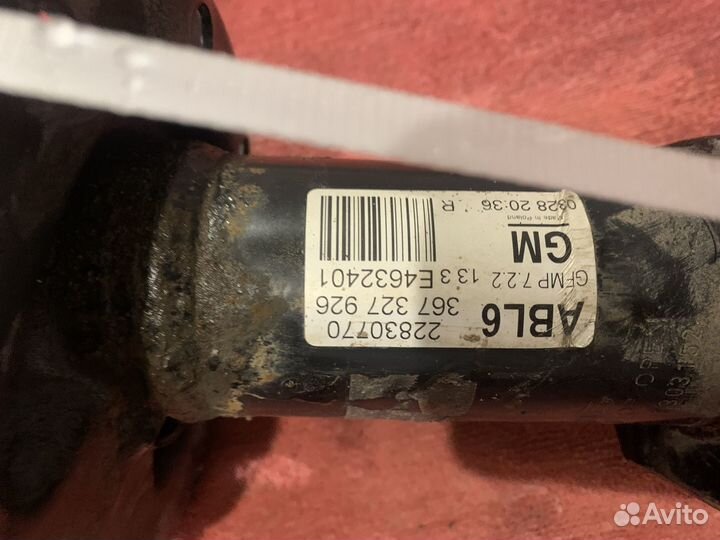 22830770
367 327 926
ABL6
GFMP 7.2.2 13 3 E4632401
GM
Made in Poland
0328 20:36 R
OPEL
Avito